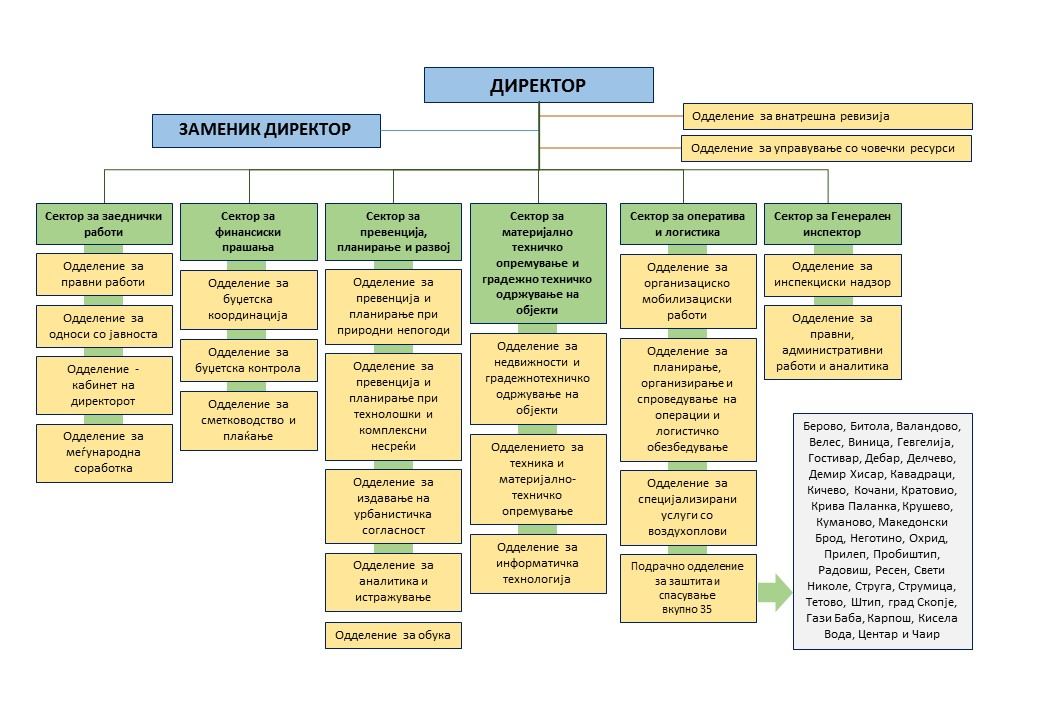 ДИРЕКТОР
ЗАМЕНИК ДИРЕКТОР
Одделение за внатрешна ревизија
Одделение за управување со човечки ресурси
Сектор за заеднички
работи
Одделение за
правни работи
Одделение за
односи со јавноста
Одделение -
кабинет на
директорот
Одделение за
меѓународна
соработка
Сектор за
финансиски
прашања
Одделение за
буџетска
координација
Одделение за
буџетска контрола
Одделение за
сметководство и
плаќање
Сектор за
превенција,
планирање и развој
Одделение за
превенција и
планирање при
природни непогоди
Одделение за
превенција и
планирање при
технолошки и
комплексни
несреќи
Одделение за
издавање на
урбанистичка
согласност
Одделение за
аналитика и
истражување
Одделение за обука
Сектор за
материјално
техничко
опремување и
градежно техничко
одржување на
објекти
Одделение за
недвижности и
градежнотехничко
одржување на
објекти
Одделението за
техника и
материјално-
техничко
опремување
Одделение за
информатичка
технологија
Сектор за оператива
и логистика
Одделение за
организациско
мобилизациски
работи
Одделение за
планирање,
организирање и
спроведување на
операции и
логистичко
обезбедување
Одделение за
специјализирани
услуги со
воздухоплови
Подрачно одделение
за заштита и
спасување
вкупно 35
Сектор за Генерален
инспектор
Одделение за
инспекциски надзор
Одделение за
правни,
административни
работи и аналитика
Берово, Битола, Валандово,
Велес, Виница, Гевгелија,
Гостивар, Дебар, Делчево,
Демир Хисар, Кавадраци,
Кичево, Кочани, Кратовио,
Крива Паланка, Крушево,
Куманово, Македонски
Брод, Неготино, Охрид,
Прилеп, Пробиштип,
Радовиш, Ресен, Свети
Николе, Струга, Струмица,
Тетово, Штип, град Скопје,
Гази Баба, Карпош, Кисела
Вода, Центар и Чаир